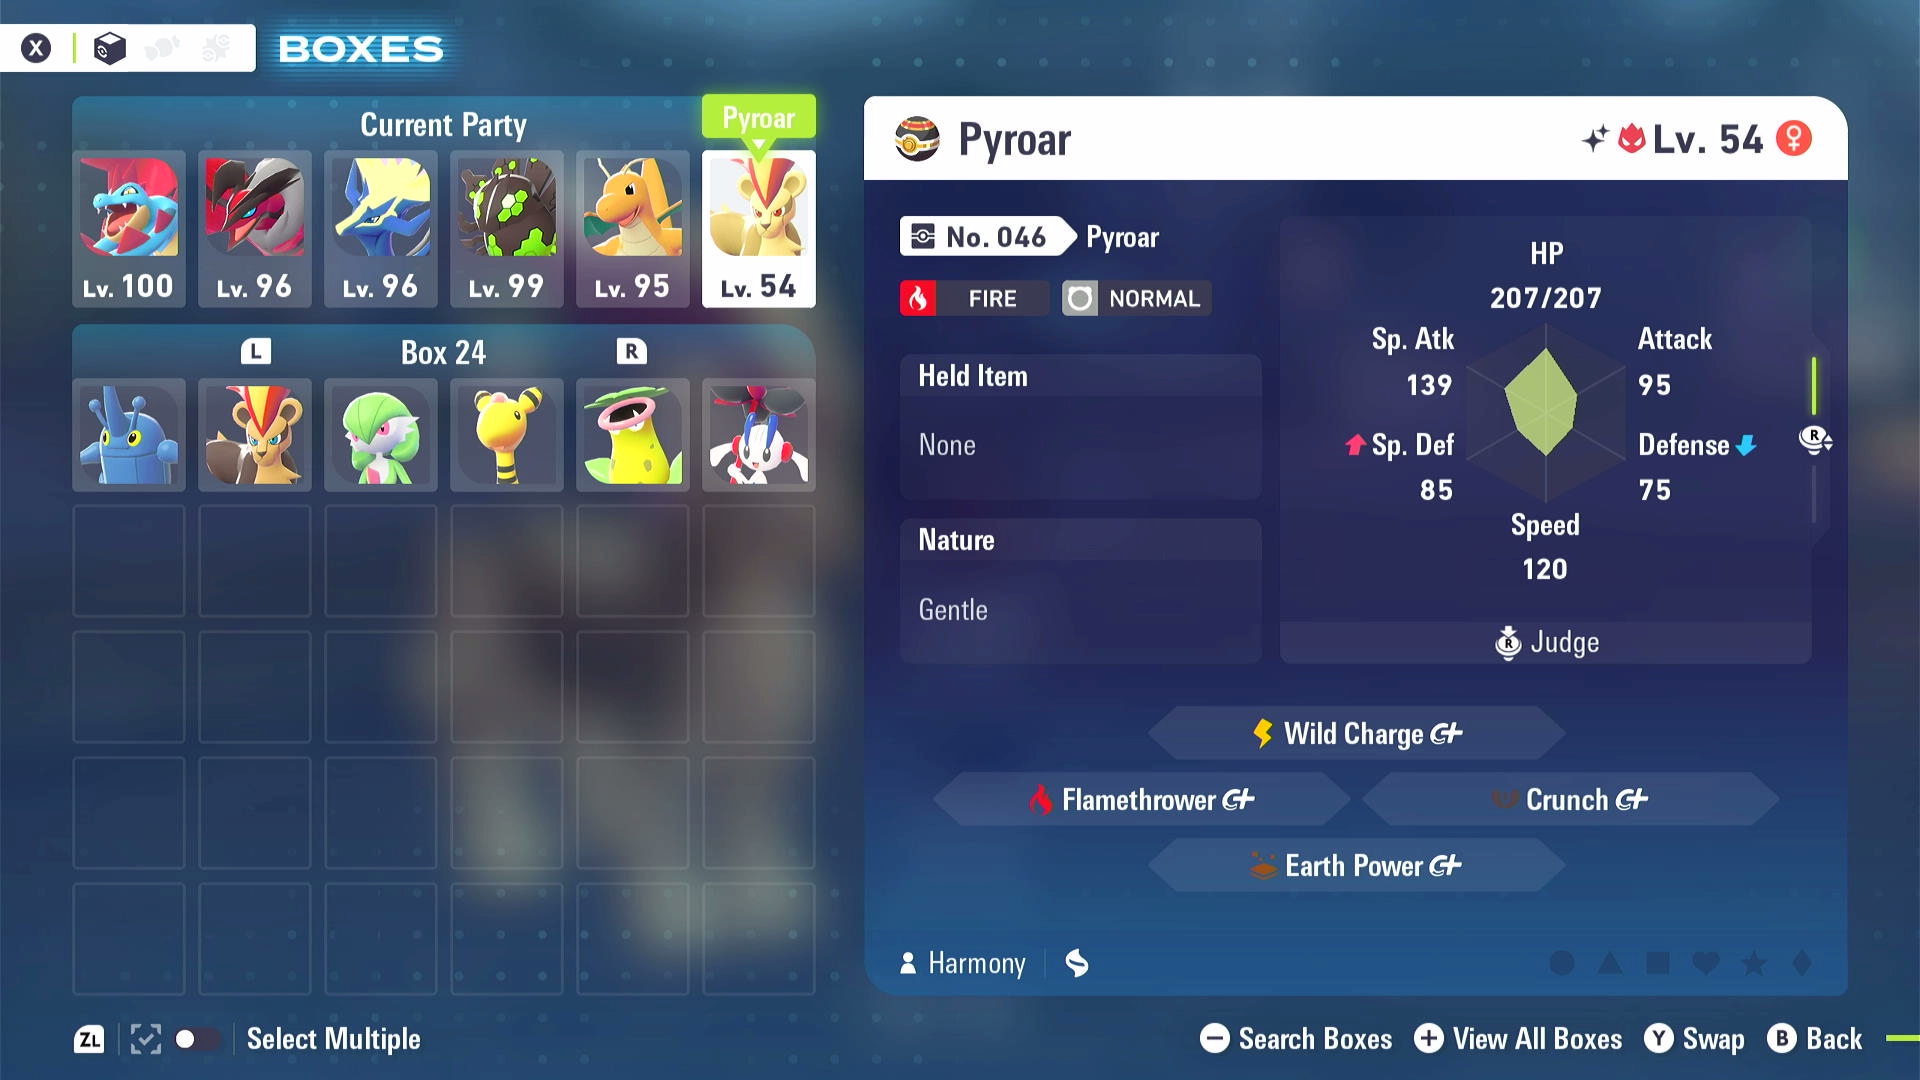 X
BOXES
Current Party
Pyroar
Lv. 100
Lv. 96
Lv. 96
Lv. 99
Lv. 95
Lv. 54
L
Box 24
R
Pyroar
Lv. 54
No. 046
Pyroar
FIRE
NORMAL
Held Item
None
Nature
Gentle
HP
207/207
Sp. Atk
139
Attack
95
Sp. Def
85
Defense
75
Speed
120
R
R Judge
Wild Charge
Flamethrower
Crunch
Earth Power
Harmony
ZL
Select Multiple
Search Boxes
View All Boxes
Y Swap
B Back